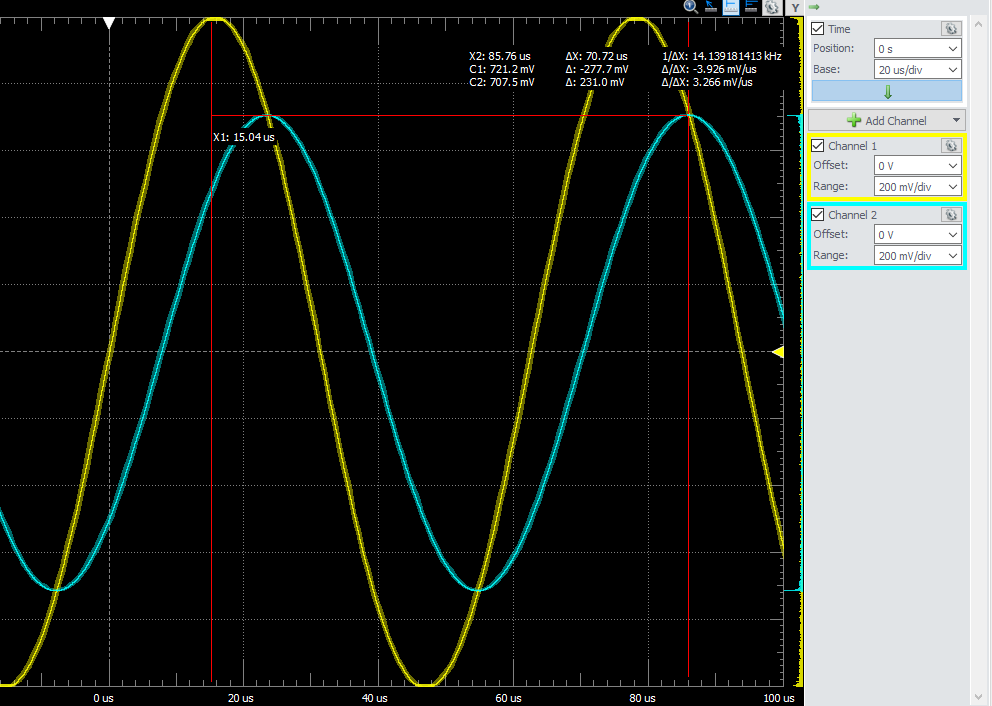 Y
X2: 85.76 us ΔX: 70.72 us 1/ΔX: 14.139181413 kHz
C1: 721.2 mV Δ: -277.7 mV Δ/ΔX: -3.926 mV/us
C2: 707.5 mV Δ: 231.0 mV Δ/ΔX: 3.266 mV/us
X1: 15.04 us
0 us 20 us 40 us 60 us 80 us 100 us
Time
Position: 0 s
Base: 20 us/div
Add Channel
Channel 1
Offset: 0 V
Range: 200 mV/div
Channel 2
Offset: 0 V
Range: 200 mV/div